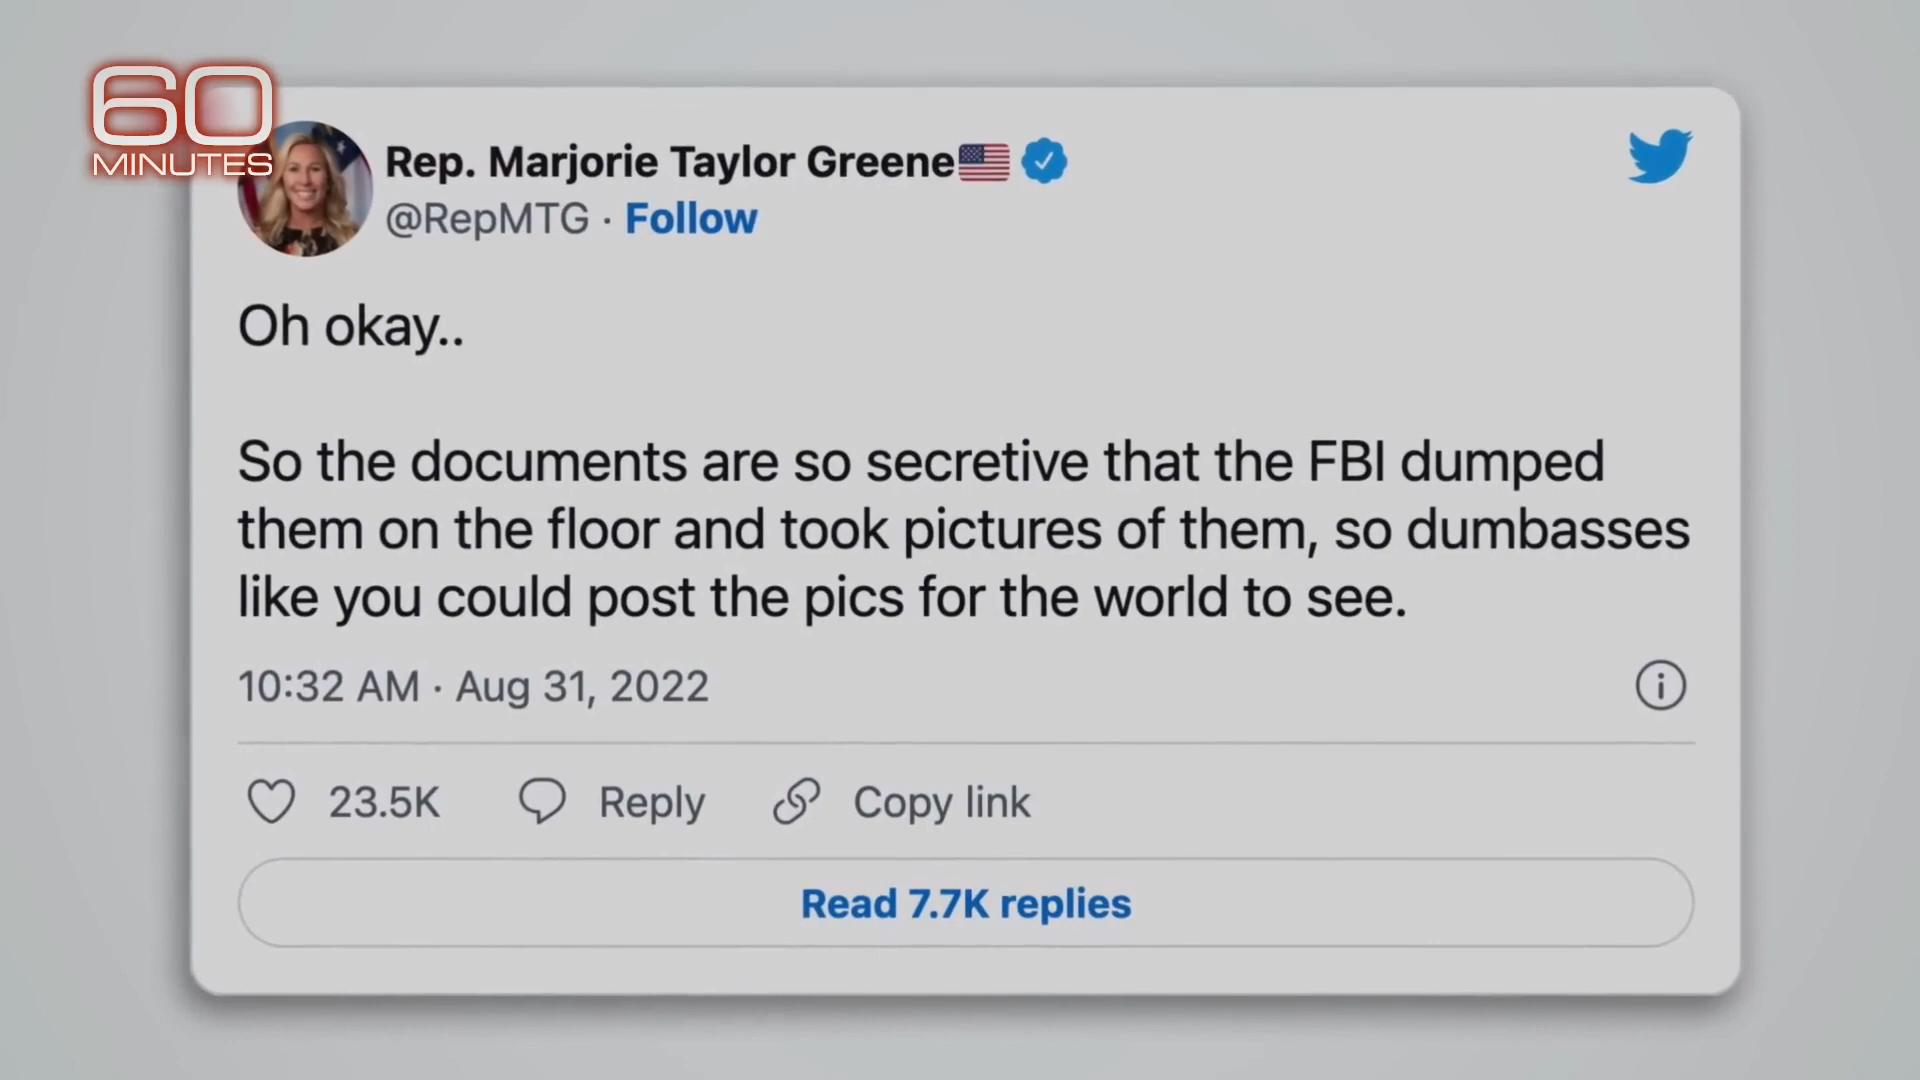 60
MINUTES
Rep. Marjorie Taylor Greene🇺🇸
@RepMTG · Follow
Oh okay..
So the documents are so secretive that the FBI dumped
them on the floor and took pictures of them, so dumbasses
like you could post the pics for the world to see.
10:32 AM · Aug 31, 2022
23.5K Reply Copy link
Read 7.7K replies